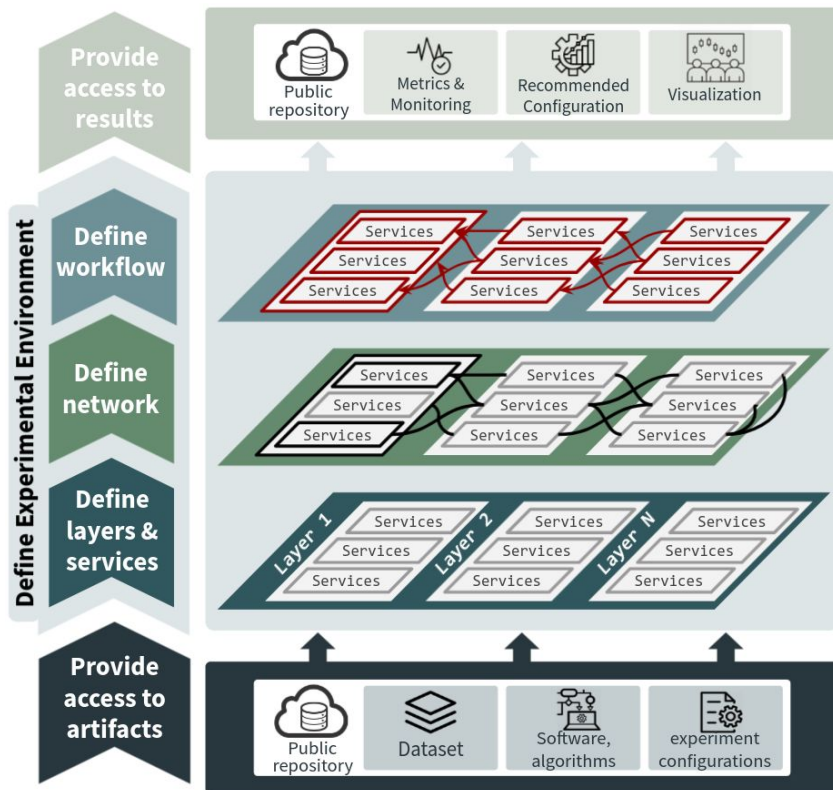 Provide
access to
results
Public
repository
Metrics &
Monitoring
Recommended
Configuration
Visualization
Define Experimental Environment
Define
workflow
Services Services Services
Services Services Services
Services Services Services
Define
network
Services Services Services
Services Services Services
Services Services Services
Define
layers &
services
Layer 1
Layer 2
Layer N
Services Services Services
Services Services Services
Services Services Services
Provide
access to
artifacts
Public
repository
Dataset
Software,
algorithms
experiment
configurations